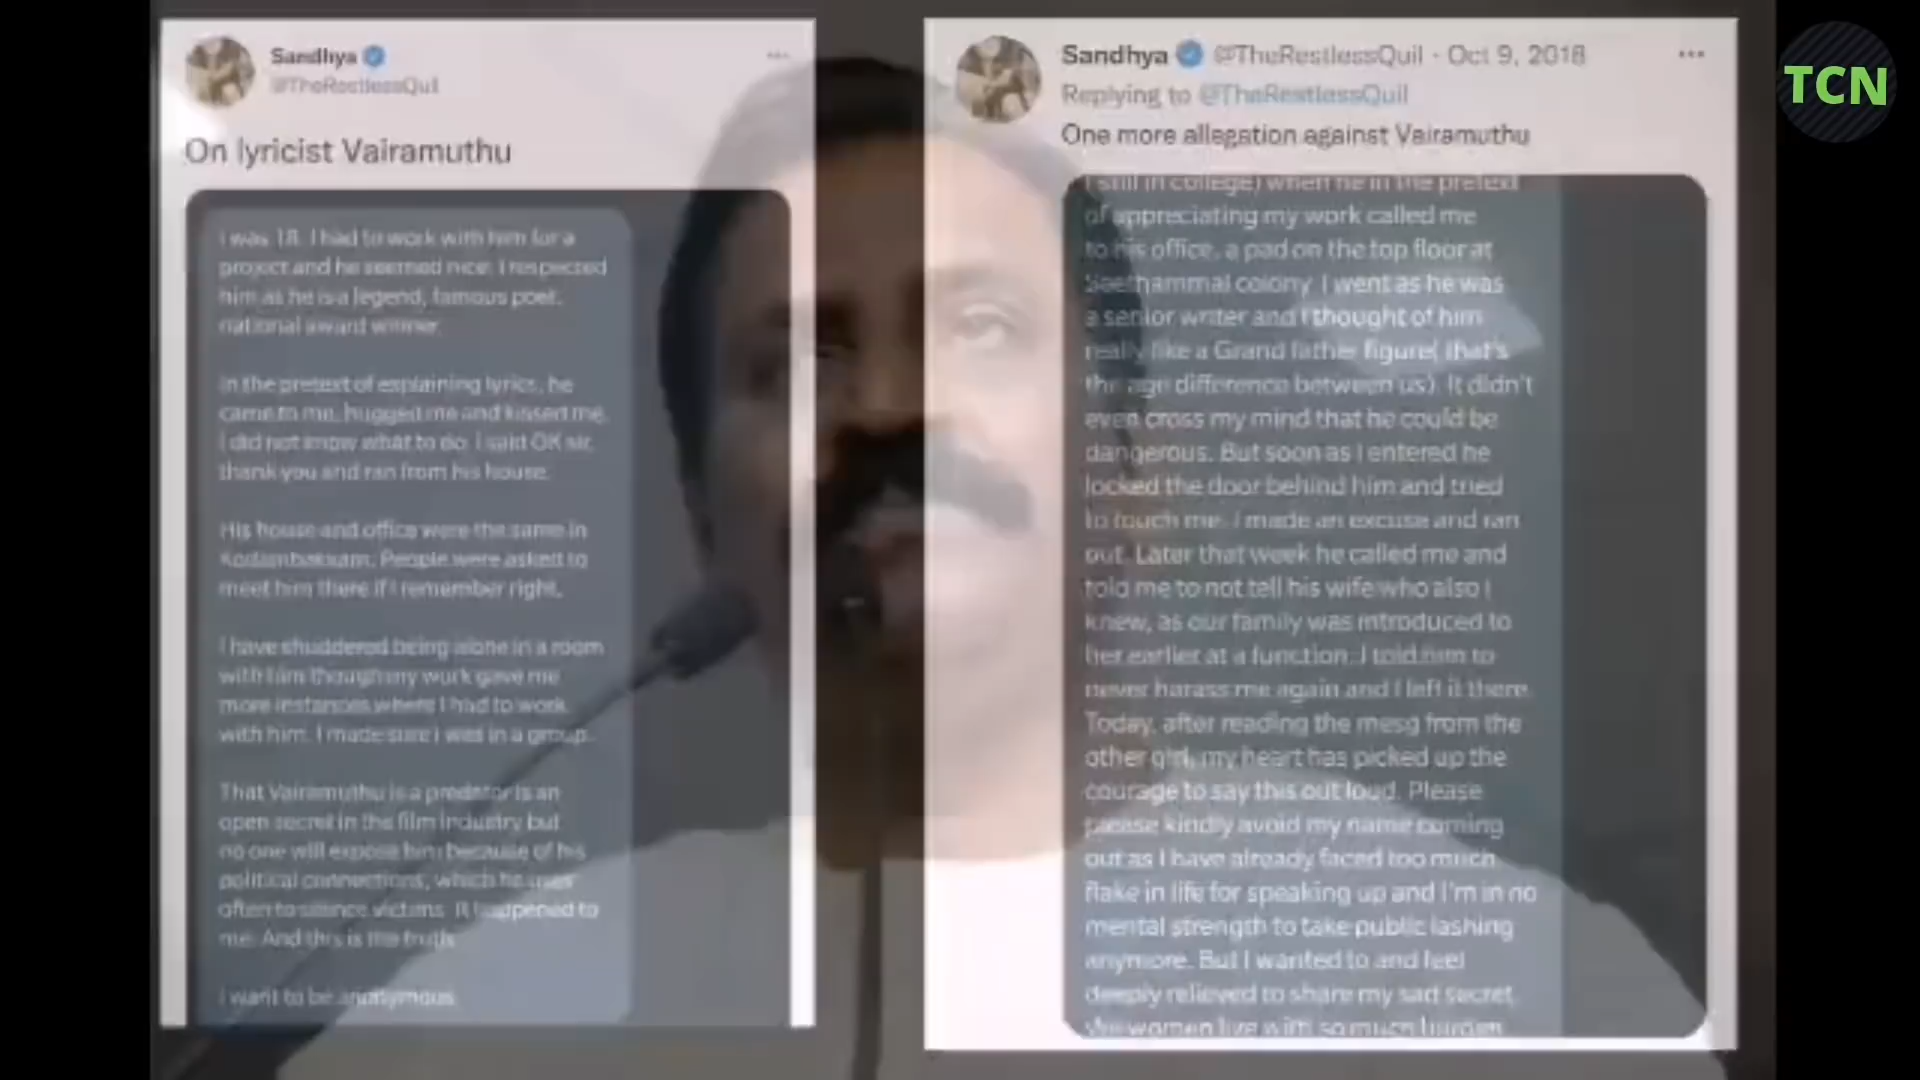 Sandhya
@TheRestlessQuil
On lyricist Vairamuthu
I was 18. I had to work with him for a
project and he seemed nice. I respected
him as he is a legend, famous poet,
national award winner.
In the pretext of explaining lyrics, he
came to me, hugged me and kissed me.
I did not know what to do. I said OK sir,
thank you and ran from his house.
His house and office were the same in
Kodambakkam. People were asked to
meet him there if I remember right.
I have shuddered being alone in a room
with him though my work gave me
more instances where I had to work
with him. I made sure I was in a group.
That Vairamuthu is a predator is an
open secret in the film industry but
no one will expose him because of his
political connections, which he uses
often to silence victims. It happened to
me. And this is the truth.
I want to be anonymous
Sandhya @TheRestlessQuil · Oct 9, 2018
Replying to @TheRestlessQuil
One more allegation against Vairamuthu
I still in college) when he in the pretext
of appreciating my work called me
to his office, a pad on the top floor at
Seethammal colony. I went as he was
a senior writer and I thought of him
really like a Grand father figure( that's
the age difference between us). It didn't
even cross my mind that he could be
dangerous. But soon as I entered he
locked the door behind him and tried
to touch me. I made an excuse and ran
out. Later that week he called me and
told me to not tell his wife who also I
knew, as our family was introduced to
her earlier at a function. I told him to
never harass me again and I left it there.
Today, after reading the mesg from the
other girl, my heart has picked up the
courage to say this out loud. Please
please kindly avoid my name coming
out as I have already faced too much
flake in life for speaking up and I'm in no
mental strength to take public lashing
anymore. But I wanted to and feel
deeply relieved to share my sad secret,
women live with so much burden
TCN